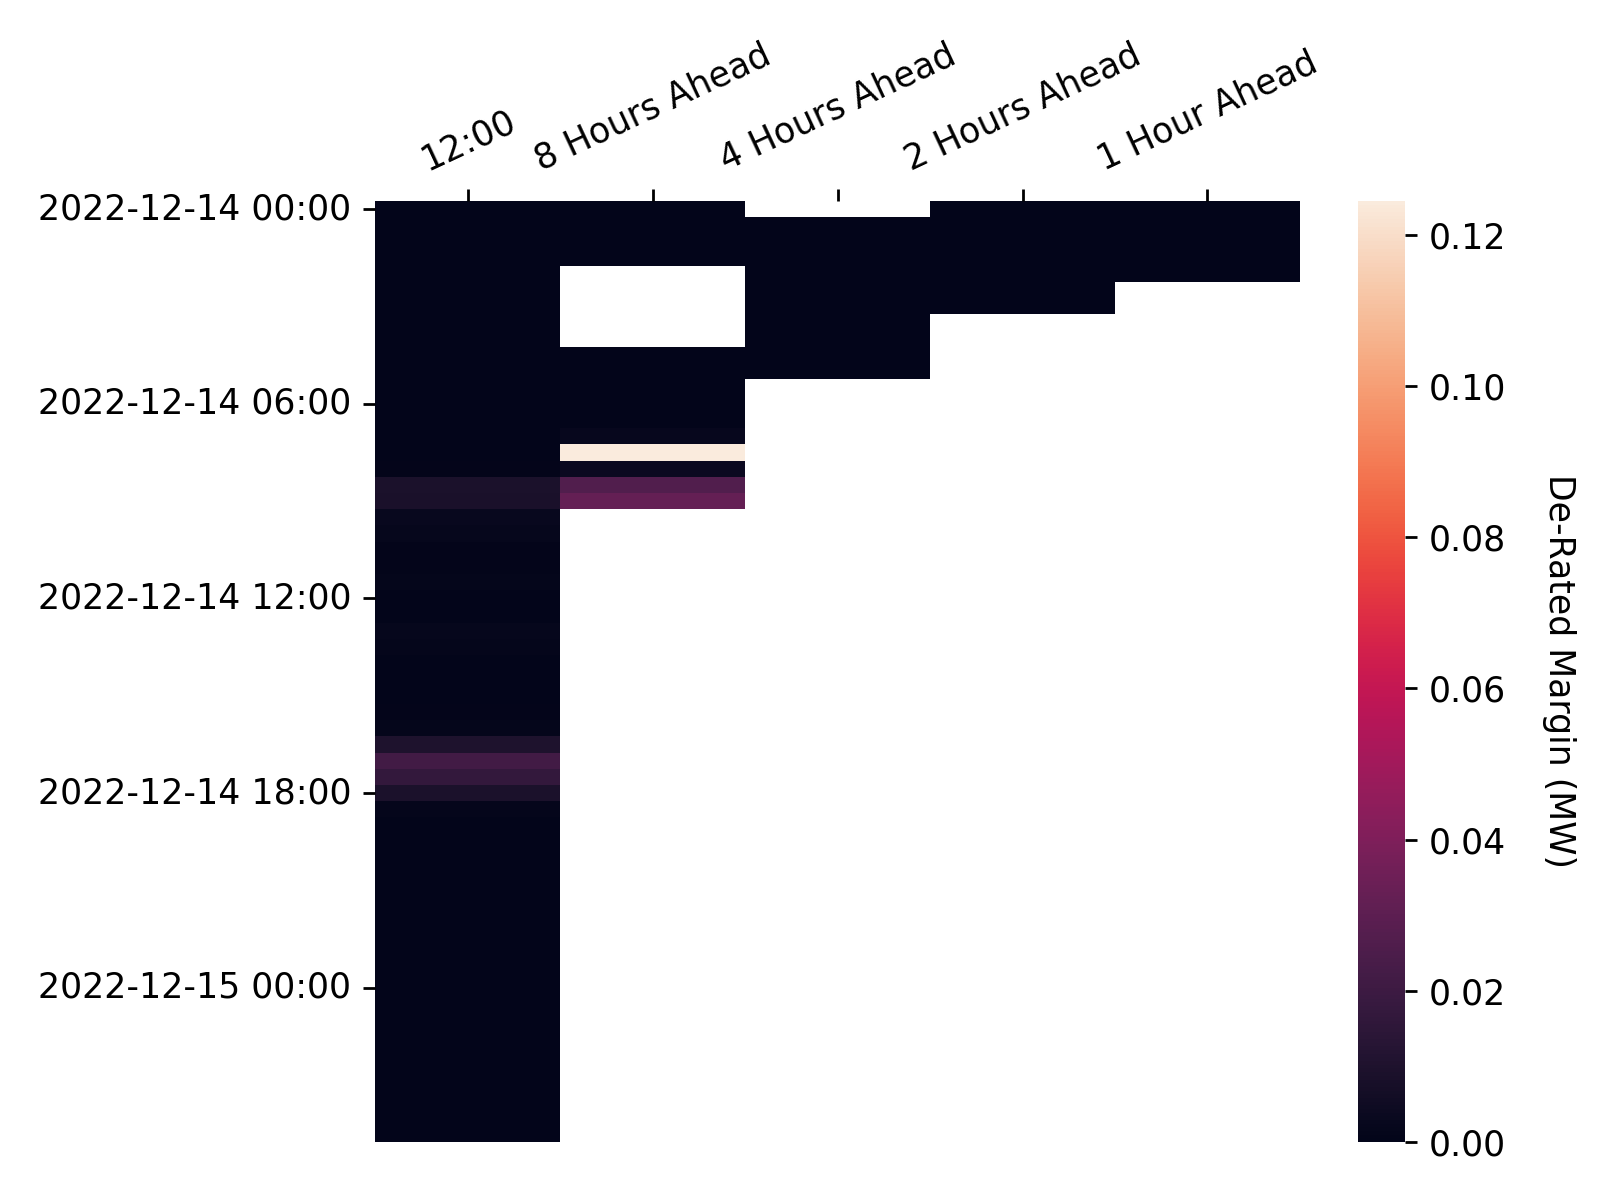 12:00
8 Hours Ahead
4 Hours Ahead
2 Hours Ahead
1 Hour Ahead
2022-12-14 00:00
2022-12-14 06:00
2022-12-14 12:00
2022-12-14 18:00
2022-12-15 00:00
0.12
0.10
0.08
0.06
0.04
0.02
0.00
De-Rated Margin (MW)